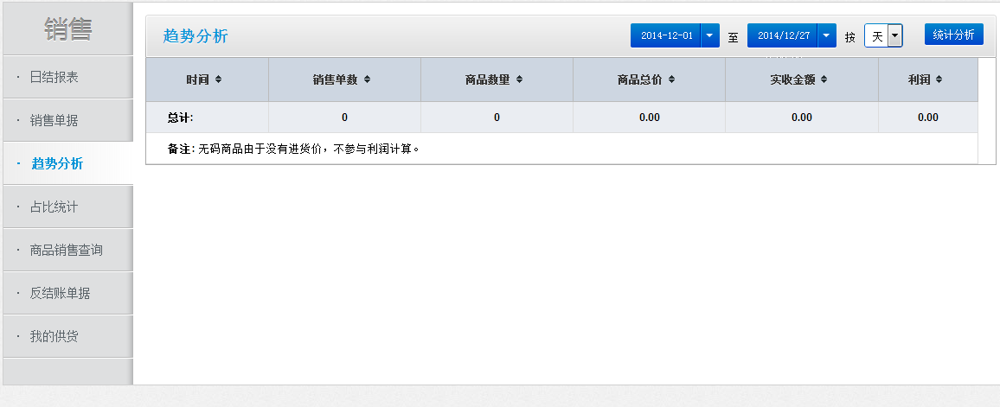 销售
· 日结报表
· 销售单据
· 趋势分析
· 占比统计
· 商品销售查询
· 反结账单据
· 我的供货
趋势分析 2014-12-01 至 2014/12/27 按 天 统计分析
时间 销售单数 商品数量 商品总价 实收金额 利润
总计: 0 0 0.00 0.00 0.00
备注: 无码商品由于没有进货价，不参与利润计算。